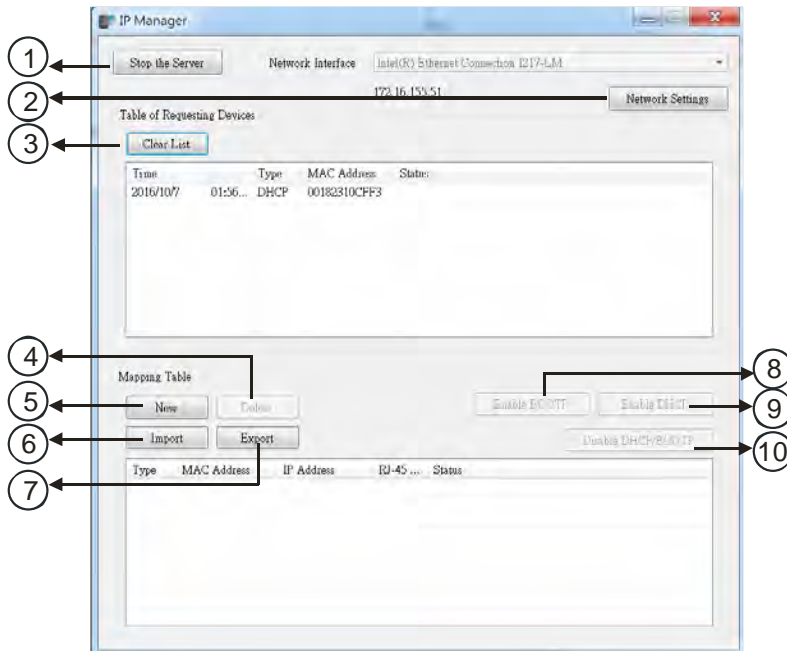 IP Manager
1 Stop the Server Network Interface Intel(R) Ethernet Connection I217-LM
2 172.16.155.51 Network Settings
Table of Requesting Devices
3 Clear List
Time Type MAC Address Status
2016/10/7 01:56... DHCP 00182310CFF3
4 8
Mapping Table
5 New Delete Enable BOOTP Enable DHCP 9
6 Import Export Disable DHCP/BOOTP 10
7 Type MAC Address IP Address RJ-45 ... Status